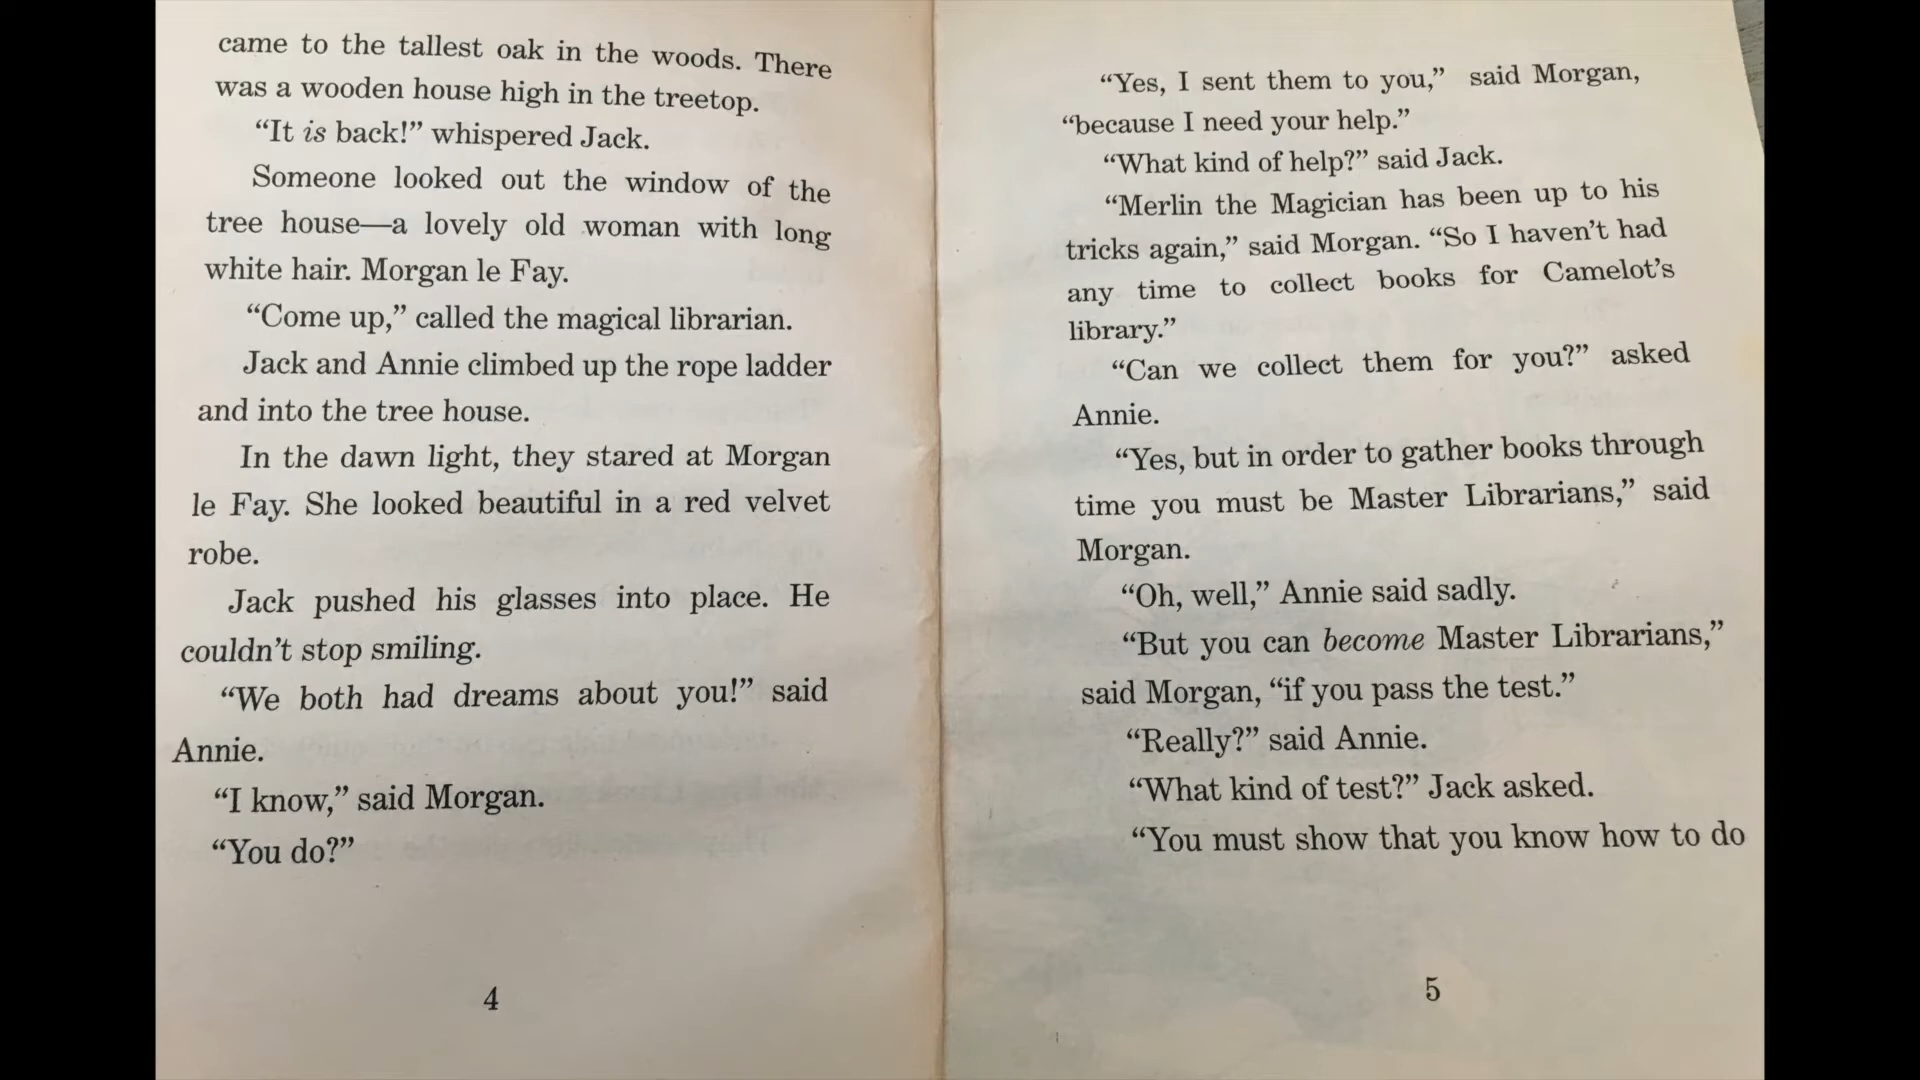 came to the tallest oak in the woods. There
was a wooden house high in the treetop.
“It is back!” whispered Jack.
Someone looked out the window of the
tree house—a lovely old woman with long
white hair. Morgan le Fay.
“Come up,” called the magical librarian.
Jack and Annie climbed up the rope ladder
and into the tree house.
In the dawn light, they stared at Morgan
le Fay. She looked beautiful in a red velvet
robe.
Jack pushed his glasses into place. He
couldn’t stop smiling.
“We both had dreams about you!” said
Annie.
“I know,” said Morgan.
“You do?”
4
“Yes, I sent them to you,” said Morgan,
“because I need your help.”
“What kind of help?” said Jack.
“Merlin the Magician has been up to his
tricks again,” said Morgan. “So I haven’t had
any time to collect books for Camelot’s
library.”
“Can we collect them for you?” asked
Annie.
“Yes, but in order to gather books through
time you must be Master Librarians,” said
Morgan.
“Oh, well,” Annie said sadly.
“But you can become Master Librarians,”
said Morgan, “if you pass the test.”
“Really?” said Annie.
“What kind of test?” Jack asked.
“You must show that you know how to do
5